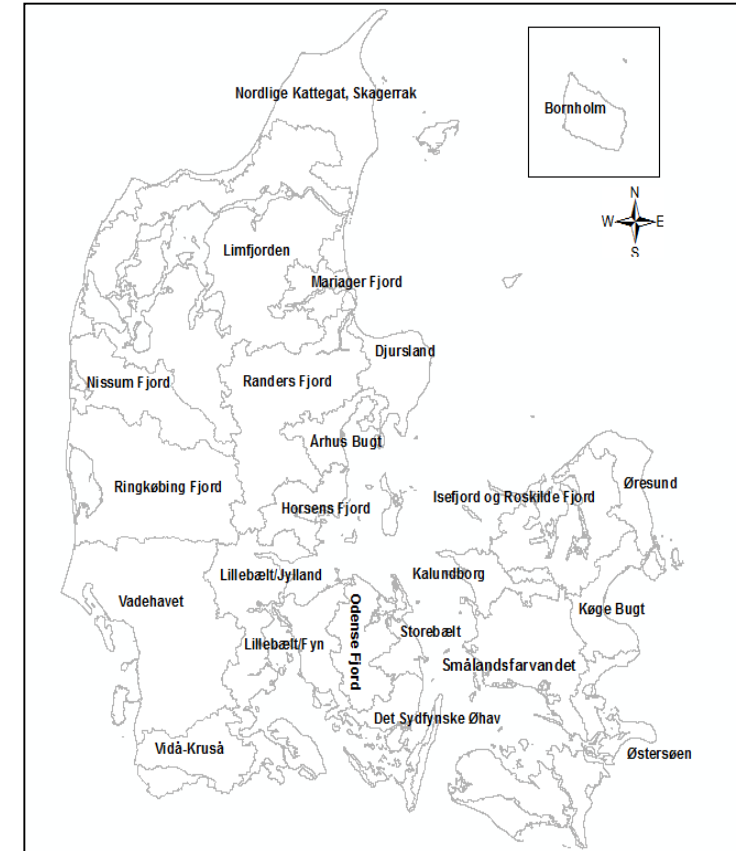 Nordlige Kattegat, Skagerrak
Bornholm
N
W E
S
Limfjorden
Mariager Fjord
Djursland
Nissum Fjord
Randers Fjord
Århus Bugt
Ringkøbing Fjord
Horsens Fjord
Isefjord og Roskilde Fjord
Øresund
Lillebælt/Jylland
Kalundborg
Vadehavet
Odense Fjord
Køge Bugt
Storebælt
Lillebælt/Fyn
Smålandsfarvandet
Det Sydfynske Øhav
Vidå-Kruså
Østersøen